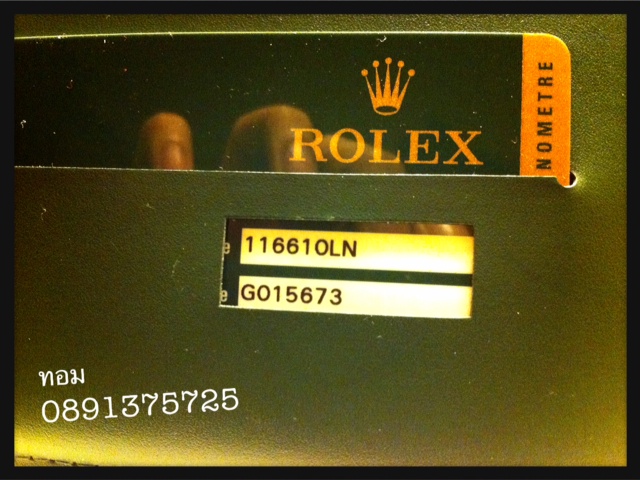 ROLEX
NOMETRE
e 116610LN
e G015673
ทอม
0891375725